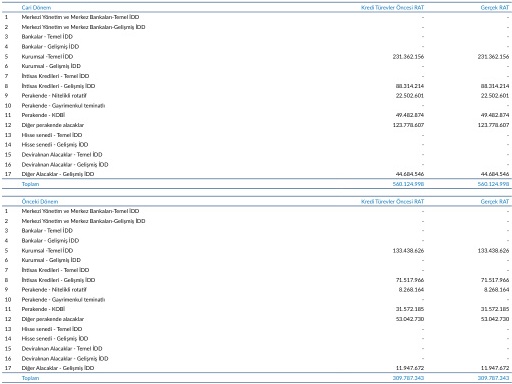 Cari Dönem Kredi Türevler Öncesi RAT Gerçek RAT
1 Merkezi Yönetim ve Merkez Bankaları-Temel İDD - -
2 Merkezi Yönetim ve Merkez Bankaları-Gelişmiş İDD - -
3 Bankalar - Temel İDD - -
4 Bankalar - Gelişmiş İDD - -
5 Kurumsal -Temel İDD 231.362.156 231.362.156
6 Kurumsal - Gelişmiş İDD - -
7 İhtisas Kredileri - Temel İDD - -
8 İhtisas Kredileri - Gelişmiş İDD 88.314.214 88.314.214
9 Perakende - Nitelikli rotatif 22.502.601 22.502.601
10 Perakende - Gayrimenkul teminatlı - -
11 Perakende - KOBİ 49.482.874 49.482.874
12 Diğer perakende alacaklar 123.778.607 123.778.607
13 Hisse senedi - Temel İDD - -
14 Hisse senedi - Gelişmiş İDD - -
15 Devralınan Alacaklar - Temel İDD - -
16 Devralınan Alacaklar - Gelişmiş İDD - -
17 Diğer Alacaklar - Gelişmiş İDD 44.684.546 44.684.546
Toplam 560.124.998 560.124.998
Önceki Dönem Kredi Türevler Öncesi RAT Gerçek RAT
1 Merkezi Yönetim ve Merkez Bankaları-Temel İDD - -
2 Merkezi Yönetim ve Merkez Bankaları-Gelişmiş İDD - -
3 Bankalar - Temel İDD - -
4 Bankalar - Gelişmiş İDD - -
5 Kurumsal -Temel İDD 133.438.626 133.438.626
6 Kurumsal - Gelişmiş İDD - -
7 İhtisas Kredileri - Temel İDD - -
8 İhtisas Kredileri - Gelişmiş İDD 71.517.966 71.517.966
9 Perakende - Nitelikli rotatif 8.268.164 8.268.164
10 Perakende - Gayrimenkul teminatlı - -
11 Perakende - KOBİ 31.572.185 31.572.185
12 Diğer perakende alacaklar 53.042.730 53.042.730
13 Hisse senedi - Temel İDD - -
14 Hisse senedi - Gelişmiş İDD - -
15 Devralınan Alacaklar - Temel İDD - -
16 Devralınan Alacaklar - Gelişmiş İDD - -
17 Diğer Alacaklar - Gelişmiş İDD 11.947.672 11.947.672
Toplam 309.787.343 309.787.343